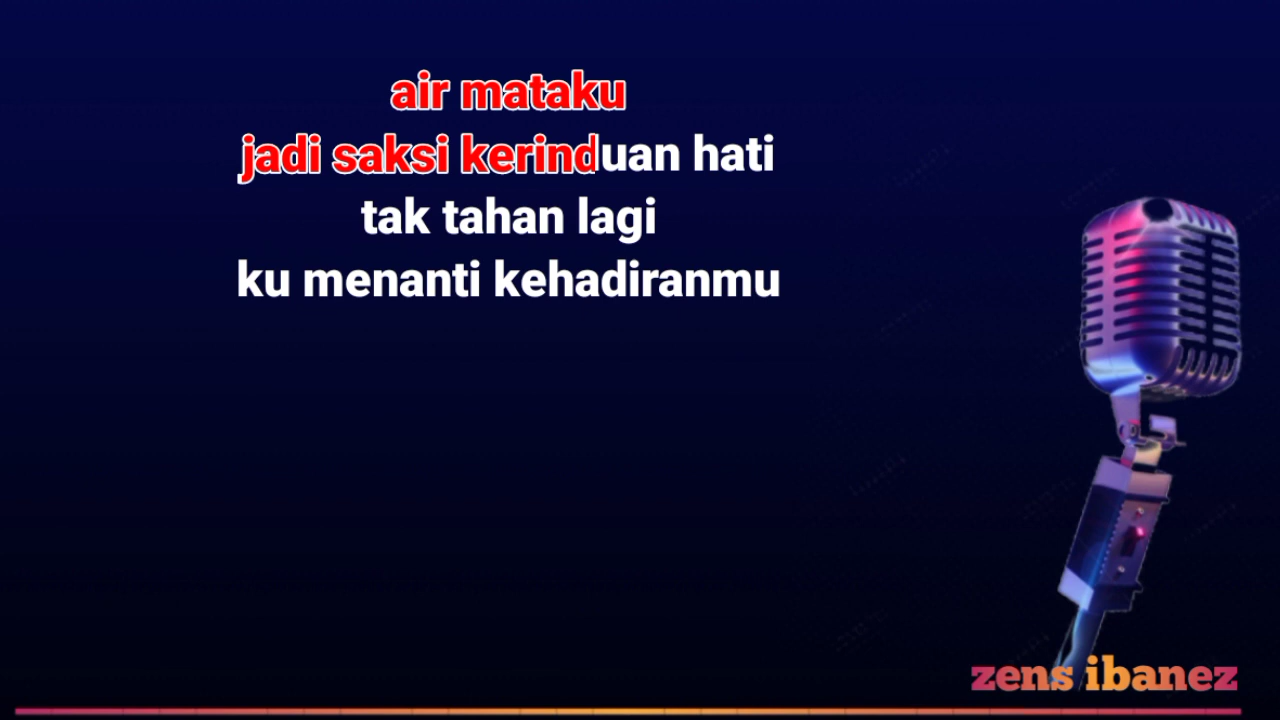 air mataku
jadi saksi kerinduan hati
tak tahan lagi
ku menanti kehadiranmu
zens ibanez